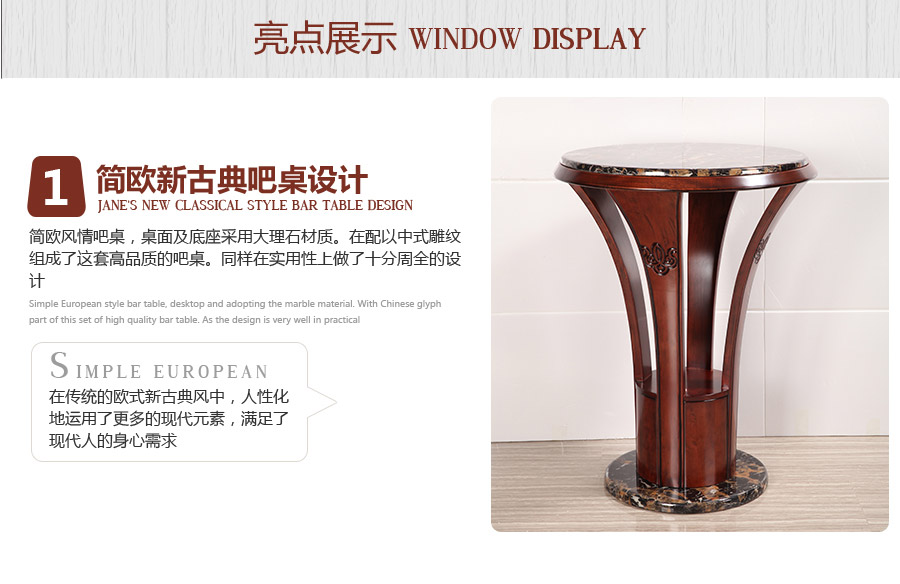 亮点展示 WINDOW DISPLAY
1 简欧新古典吧桌设计
JANE'S NEW CLASSICAL STYLE BAR TABLE DESIGN
简欧风情吧桌，桌面及底座采用大理石材质。在配以中式雕纹
组成了这套高品质的吧桌。同样在实用性上做了十分周全的设
计
Simple European style bar table, desktop and adopting the marble material. With Chinese glyph
part of this set of high quality bar table. As the design is very well in practical
SIMPLE EUROPEAN
在传统的欧式新古典风中，人性化
地运用了更多的现代元素，满足了
现代人的身心需求